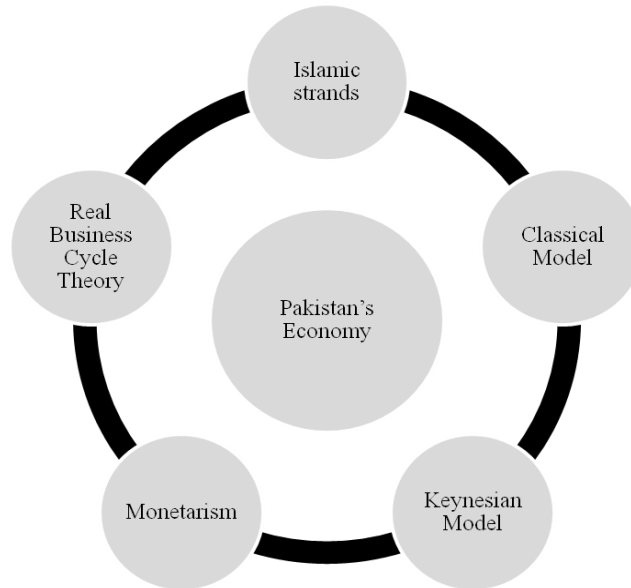 Islamic
strands
Real
Business
Cycle
Theory
Classical
Model
Pakistan’s
Economy
Monetarism
Keynesian
Model